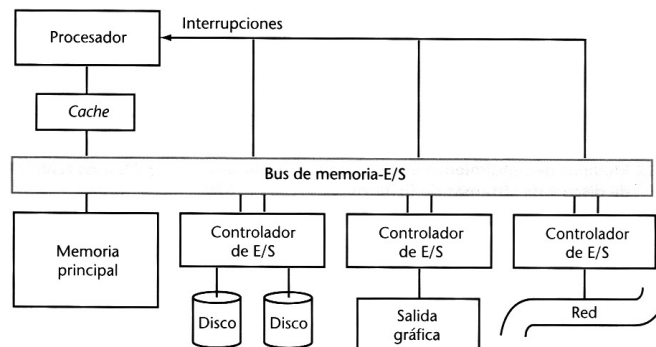 Interrupciones
Procesador
Cache
Bus de memoria-E/S
Memoria
principal
Controlador
de E/S
Disco
Disco
Controlador
de E/S
Salida
gráfica
Controlador
de E/S
Red